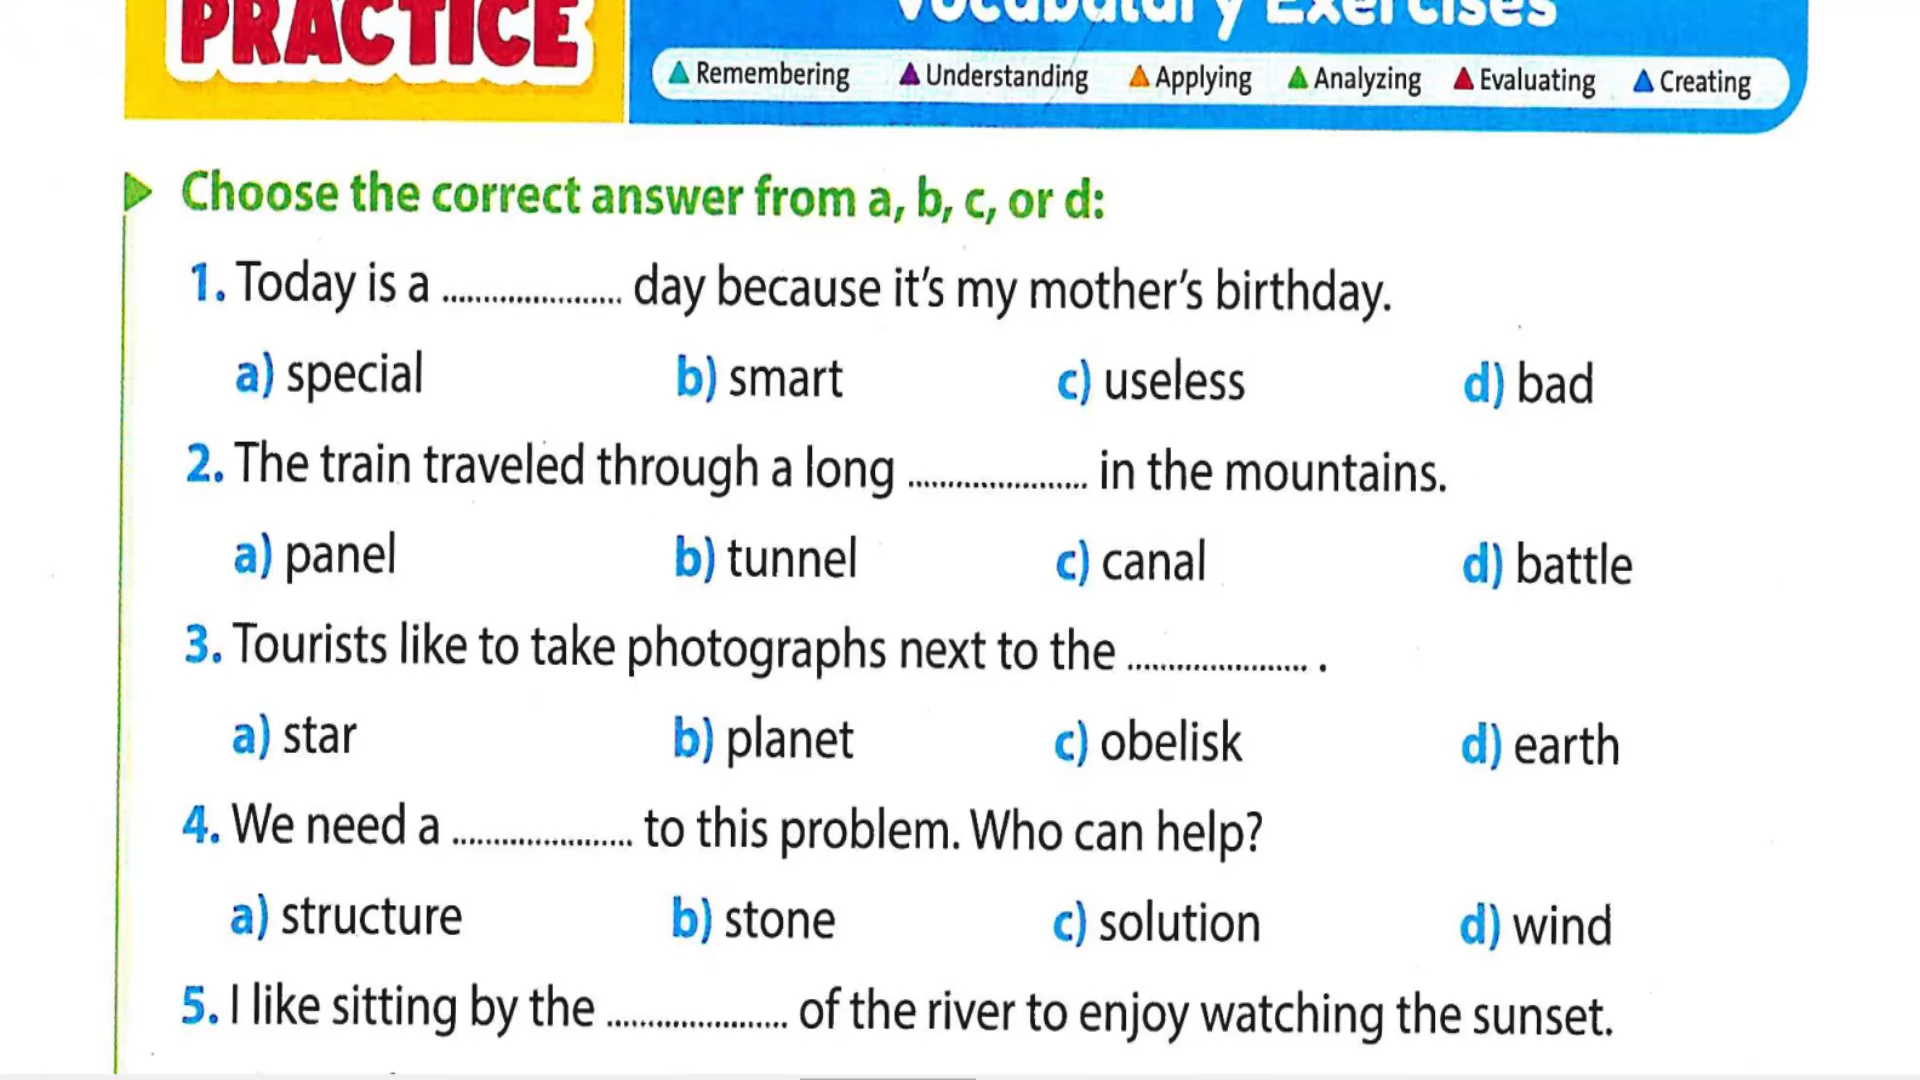 PRACTICE
Vocabulary Exercises
Remembering Understanding Applying Analyzing Evaluating Creating
Choose the correct answer from a, b, c, or d:
1. Today is a ...................... day because it's my mother's birthday.
a) special b) smart c) useless d) bad
2. The train traveled through a long ...................... in the mountains.
a) panel b) tunnel c) canal d) battle
3. Tourists like to take photographs next to the ...................... .
a) star b) planet c) obelisk d) earth
4. We need a ...................... to this problem. Who can help?
a) structure b) stone c) solution d) wind
5. I like sitting by the ...................... of the river to enjoy watching the sunset.